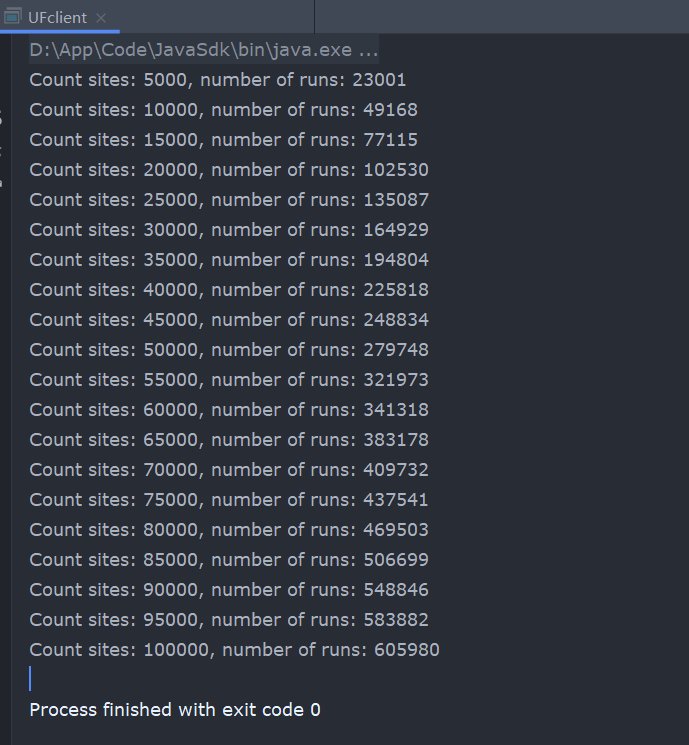 UFclient
D:\App\Code\JavaSdk\bin\java.exe ...
Count sites: 5000, number of runs: 23001
Count sites: 10000, number of runs: 49168
Count sites: 15000, number of runs: 77115
Count sites: 20000, number of runs: 102530
Count sites: 25000, number of runs: 135087
Count sites: 30000, number of runs: 164929
Count sites: 35000, number of runs: 194804
Count sites: 40000, number of runs: 225818
Count sites: 45000, number of runs: 248834
Count sites: 50000, number of runs: 279748
Count sites: 55000, number of runs: 321973
Count sites: 60000, number of runs: 341318
Count sites: 65000, number of runs: 383178
Count sites: 70000, number of runs: 409732
Count sites: 75000, number of runs: 437541
Count sites: 80000, number of runs: 469503
Count sites: 85000, number of runs: 506699
Count sites: 90000, number of runs: 548846
Count sites: 95000, number of runs: 583882
Count sites: 100000, number of runs: 605980
Process finished with exit code 0